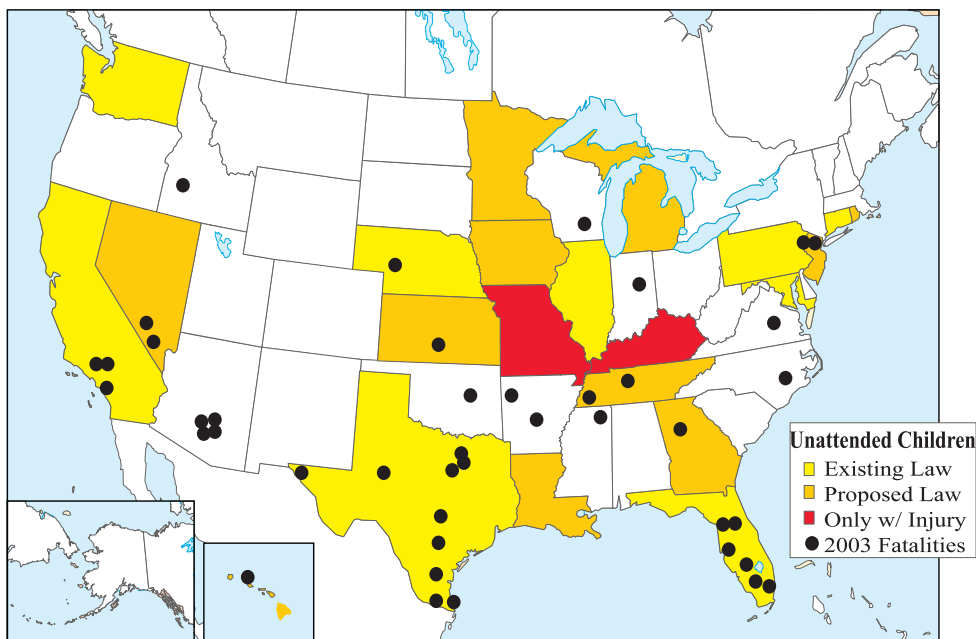 Unattended Children
Existing Law
Proposed Law
Only w/ Injury
2003 Fatalities